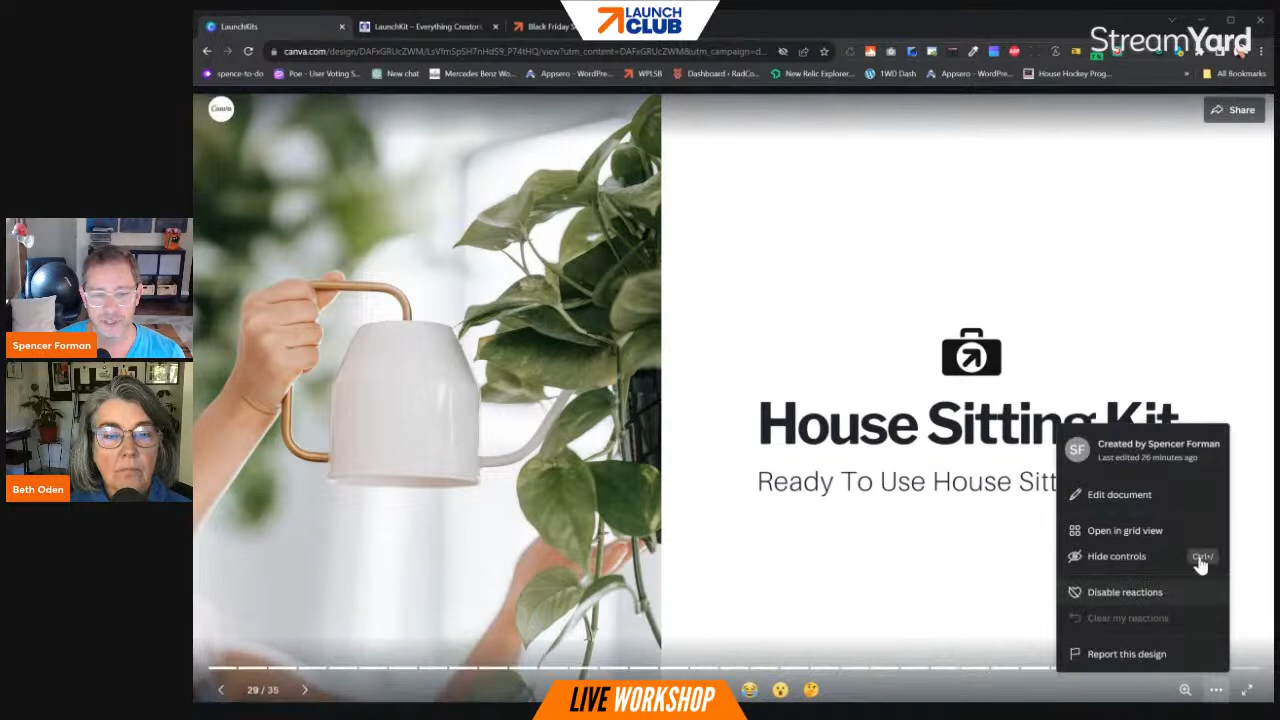 LAUNCH
CLUB
StreamYard
LaunchKits
LaunchKit – Everything Creators
Black Friday S
canva.com/design/DAFxGRUcZWM/LsVfmSpSH7nHdS9_P74tHQ/view?utm_content=DAFxGRUcZWM&utm_campaign=d...
spence-to-do
Poe - User Voting S...
New chat
Mercedes Benz Wo...
Appsero - WordPre...
WPLSB
Dashboard ‹ RadCo...
New Relic Explorer...
1WD Dash
Appsero - WordPre...
House Hockey Prog...
»
All Bookmarks
Canva
Share
House Sitting Kit
Ready To Use House Sitt
SF
Created by Spencer Forman
Last edited 26 minutes ago
Edit document
Open in grid view
Hide controls
Ctrl+/
Disable reactions
Clear my reactions
Report this design
Spencer Forman
Beth Oden
29 / 35
LIVE WORKSHOP